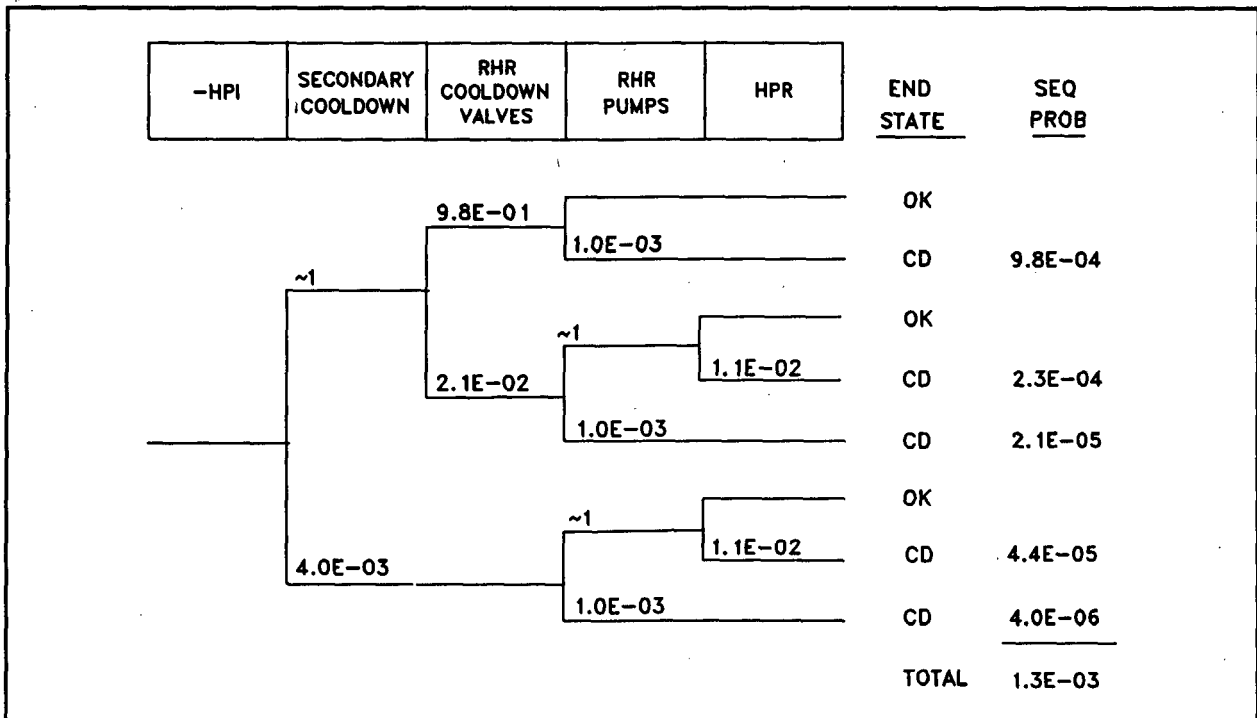 -HPI
SECONDARY
COOLDOWN
RHR
COOLDOWN
VALVES
RHR
PUMPS
HPR
END
STATE
SEQ
PROB
OK
9.8E-01
1.0E-03
CD
9.8E-04
~1
OK
~1
1.1E-02
CD
2.3E-04
2.1E-02
1.0E-03
CD
2.1E-05
OK
~1
1.1E-02
CD
4.4E-05
4.0E-03
1.0E-03
CD
4.0E-06
TOTAL
1.3E-03